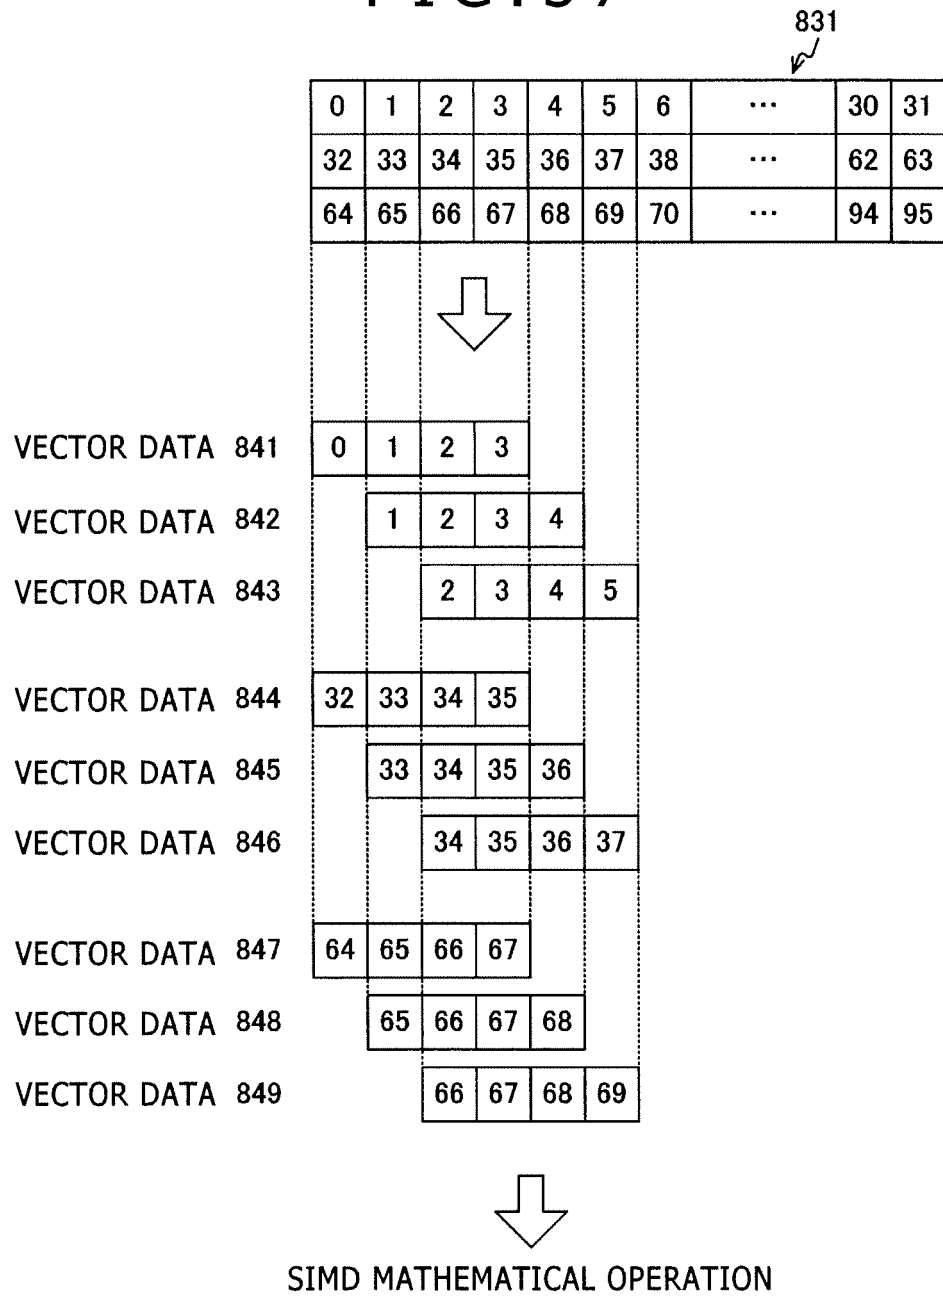 FIG.37
831
0 1 2 3 4 5 6 ... 30 31
32 33 34 35 36 37 38 ... 62 63
64 65 66 67 68 69 70 ... 94 95
VECTOR DATA 841 0 1 2 3
VECTOR DATA 842 1 2 3 4
VECTOR DATA 843 2 3 4 5
VECTOR DATA 844 32 33 34 35
VECTOR DATA 845 33 34 35 36
VECTOR DATA 846 34 35 36 37
VECTOR DATA 847 64 65 66 67
VECTOR DATA 848 65 66 67 68
VECTOR DATA 849 66 67 68 69
SIMD MATHEMATICAL OPERATION